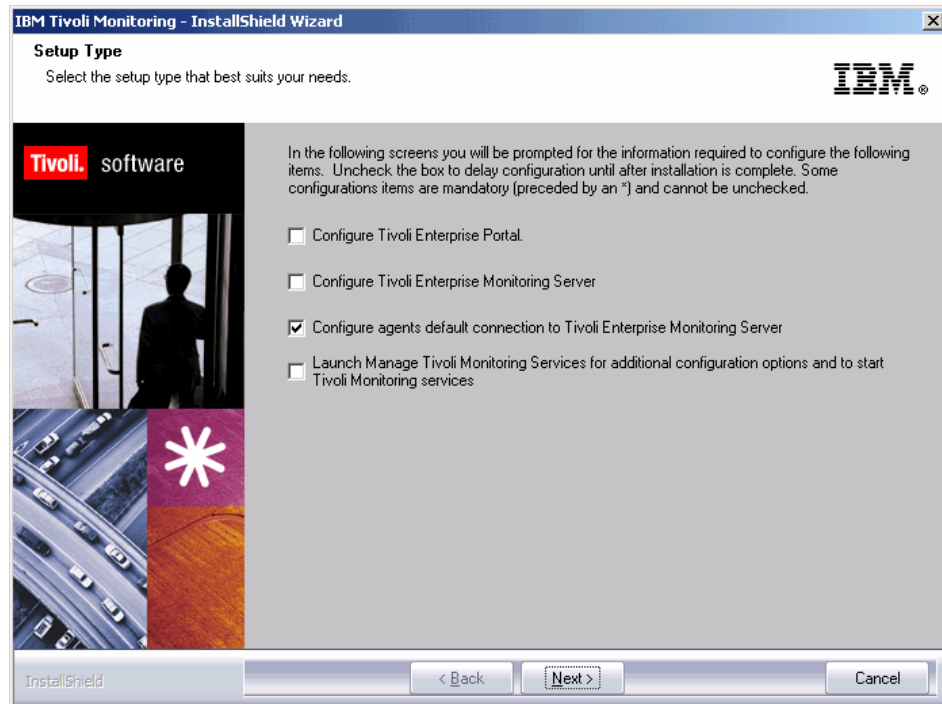 IBM Tivoli Monitoring - InstallShield Wizard
Setup Type
Select the setup type that best suits your needs.
IBM®
Tivoli. software
In the following screens you will be prompted for the information required to configure the following
items. Uncheck the box to delay configuration until after installation is complete. Some
configurations items are mandatory (preceded by an *) and cannot be unchecked.
Configure Tivoli Enterprise Portal.
Configure Tivoli Enterprise Monitoring Server
Configure agents default connection to Tivoli Enterprise Monitoring Server
Launch Manage Tivoli Monitoring Services for additional configuration options and to start
Tivoli Monitoring services
InstallShield
< Back
Next >
Cancel